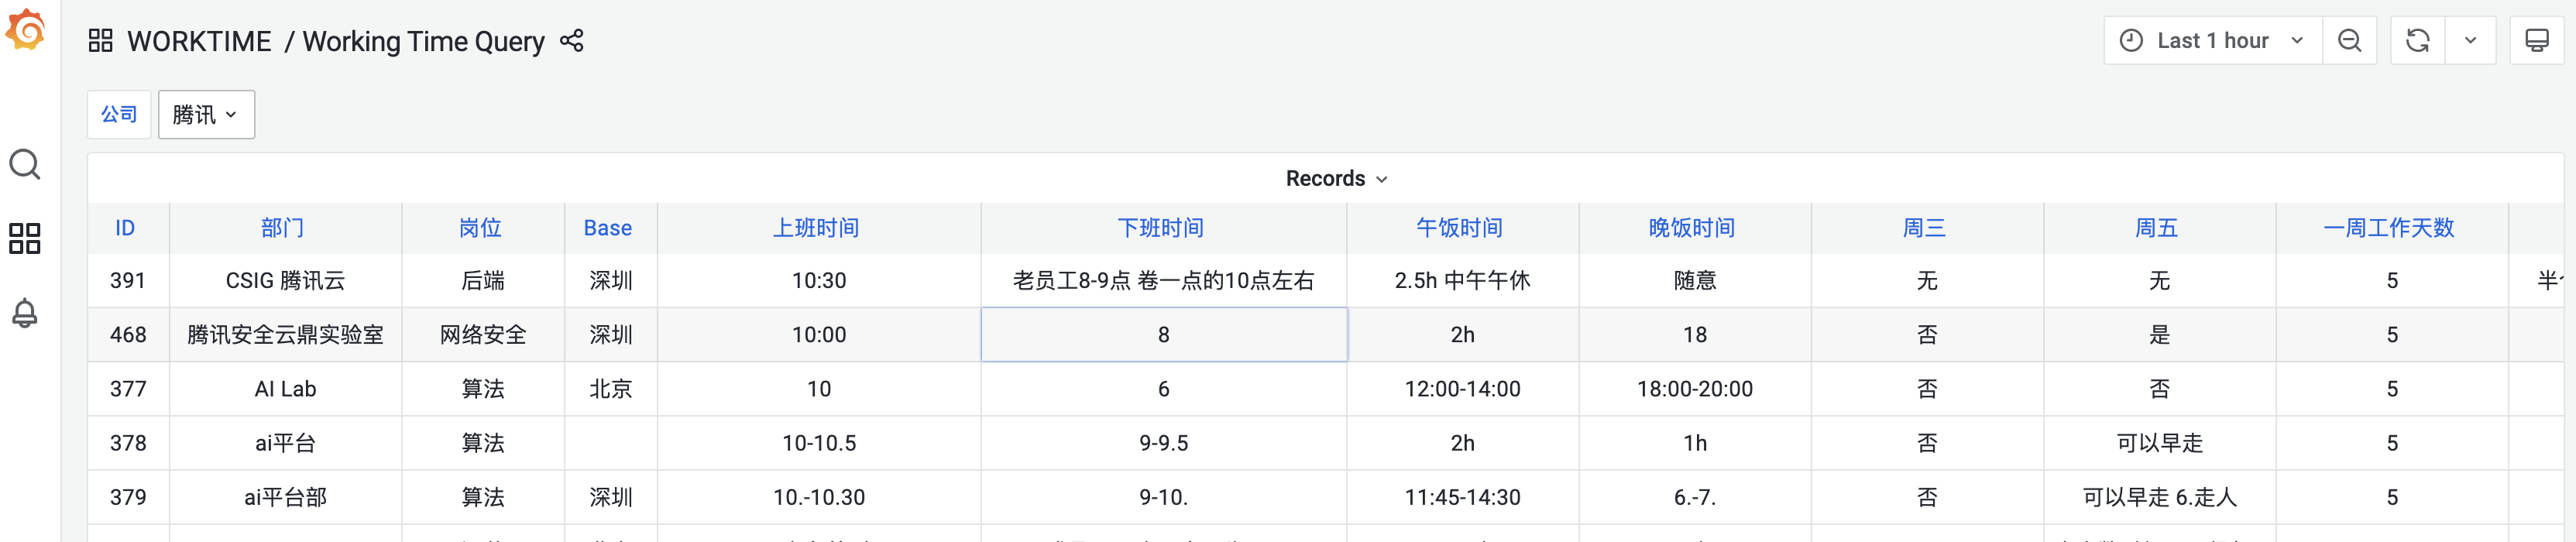 WORKTIME / Working Time Query
Last 1 hour
公司 腾讯
Records
ID 部门 岗位 Base 上班时间 下班时间 午饭时间 晚饭时间 周三 周五 一周工作天数
391 CSIG 腾讯云 后端 深圳 10:30 老员工8-9点 卷一点的10点左右 2.5h 中午午休 随意 无 无 5 半
468 腾讯安全云鼎实验室 网络安全 深圳 10:00 8 2h 18 否 是 5
377 AI Lab 算法 北京 10 6 12:00-14:00 18:00-20:00 否 否 5
378 ai平台 算法 10-10.5 9-9.5 2h 1h 否 可以早走 5
379 ai平台部 算法 深圳 10.-10.30 9-10. 11:45-14:30 6.-7. 否 可以早走 6.走人 5